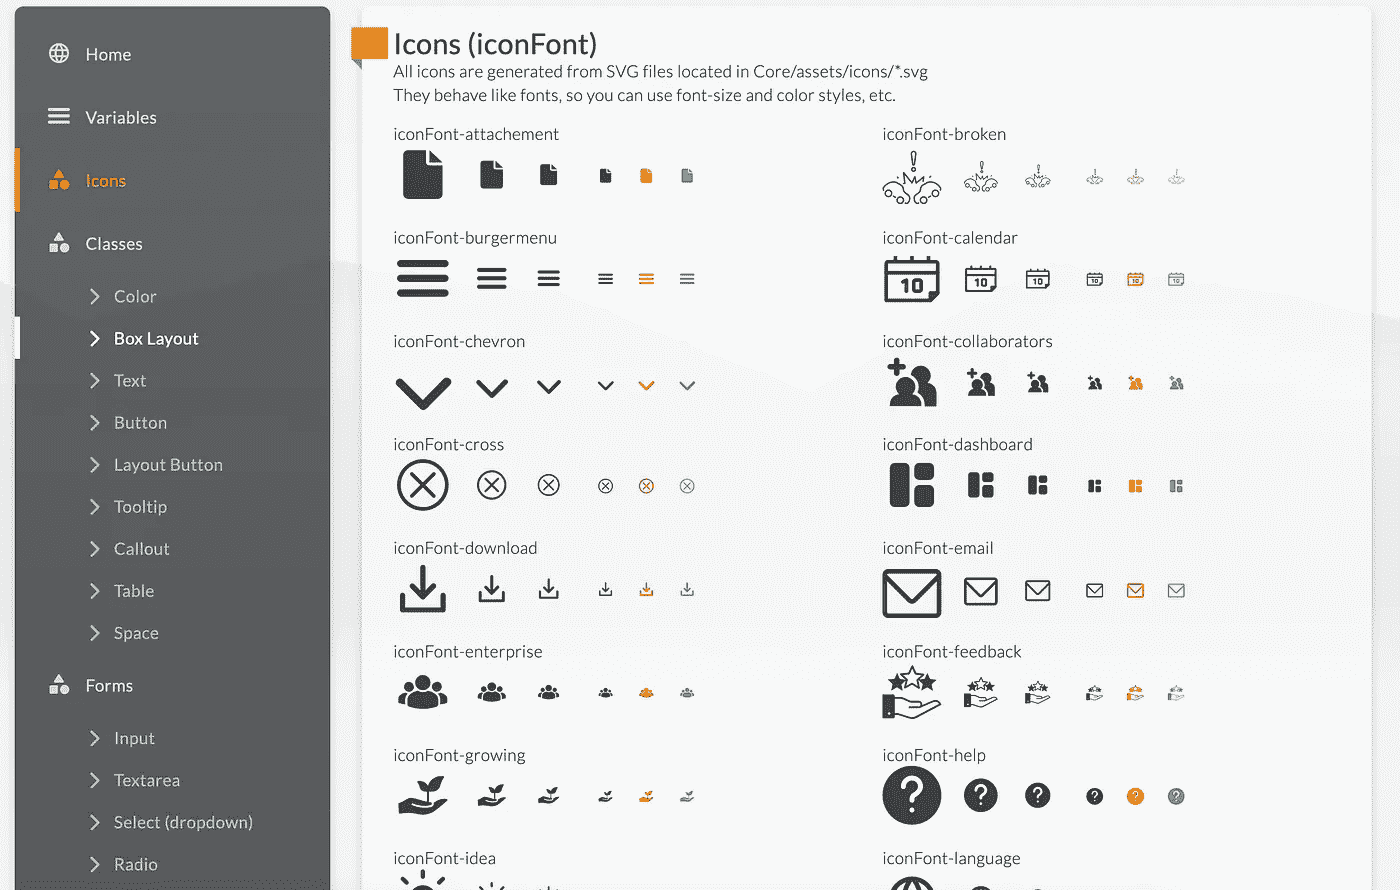 Home
Variables
Icons
Classes
Color
Box Layout
Text
Button
Layout Button
Tooltip
Callout
Table
Space
Forms
Input
Textarea
Select (dropdown)
Radio
Icons (iconFont)
All icons are generated from SVG files located in Core/assets/icons/*.svg
They behave like fonts, so you can use font-size and color styles, etc.
iconFont-attachement
iconFont-broken
iconFont-burgermenu
iconFont-calendar
10 10 10 10 10 10
iconFont-chevron
iconFont-collaborators
iconFont-cross
iconFont-dashboard
iconFont-download
iconFont-email
iconFont-enterprise
iconFont-feedback
iconFont-growing
iconFont-help
? ? ? ? ? ?
iconFont-idea
iconFont-language